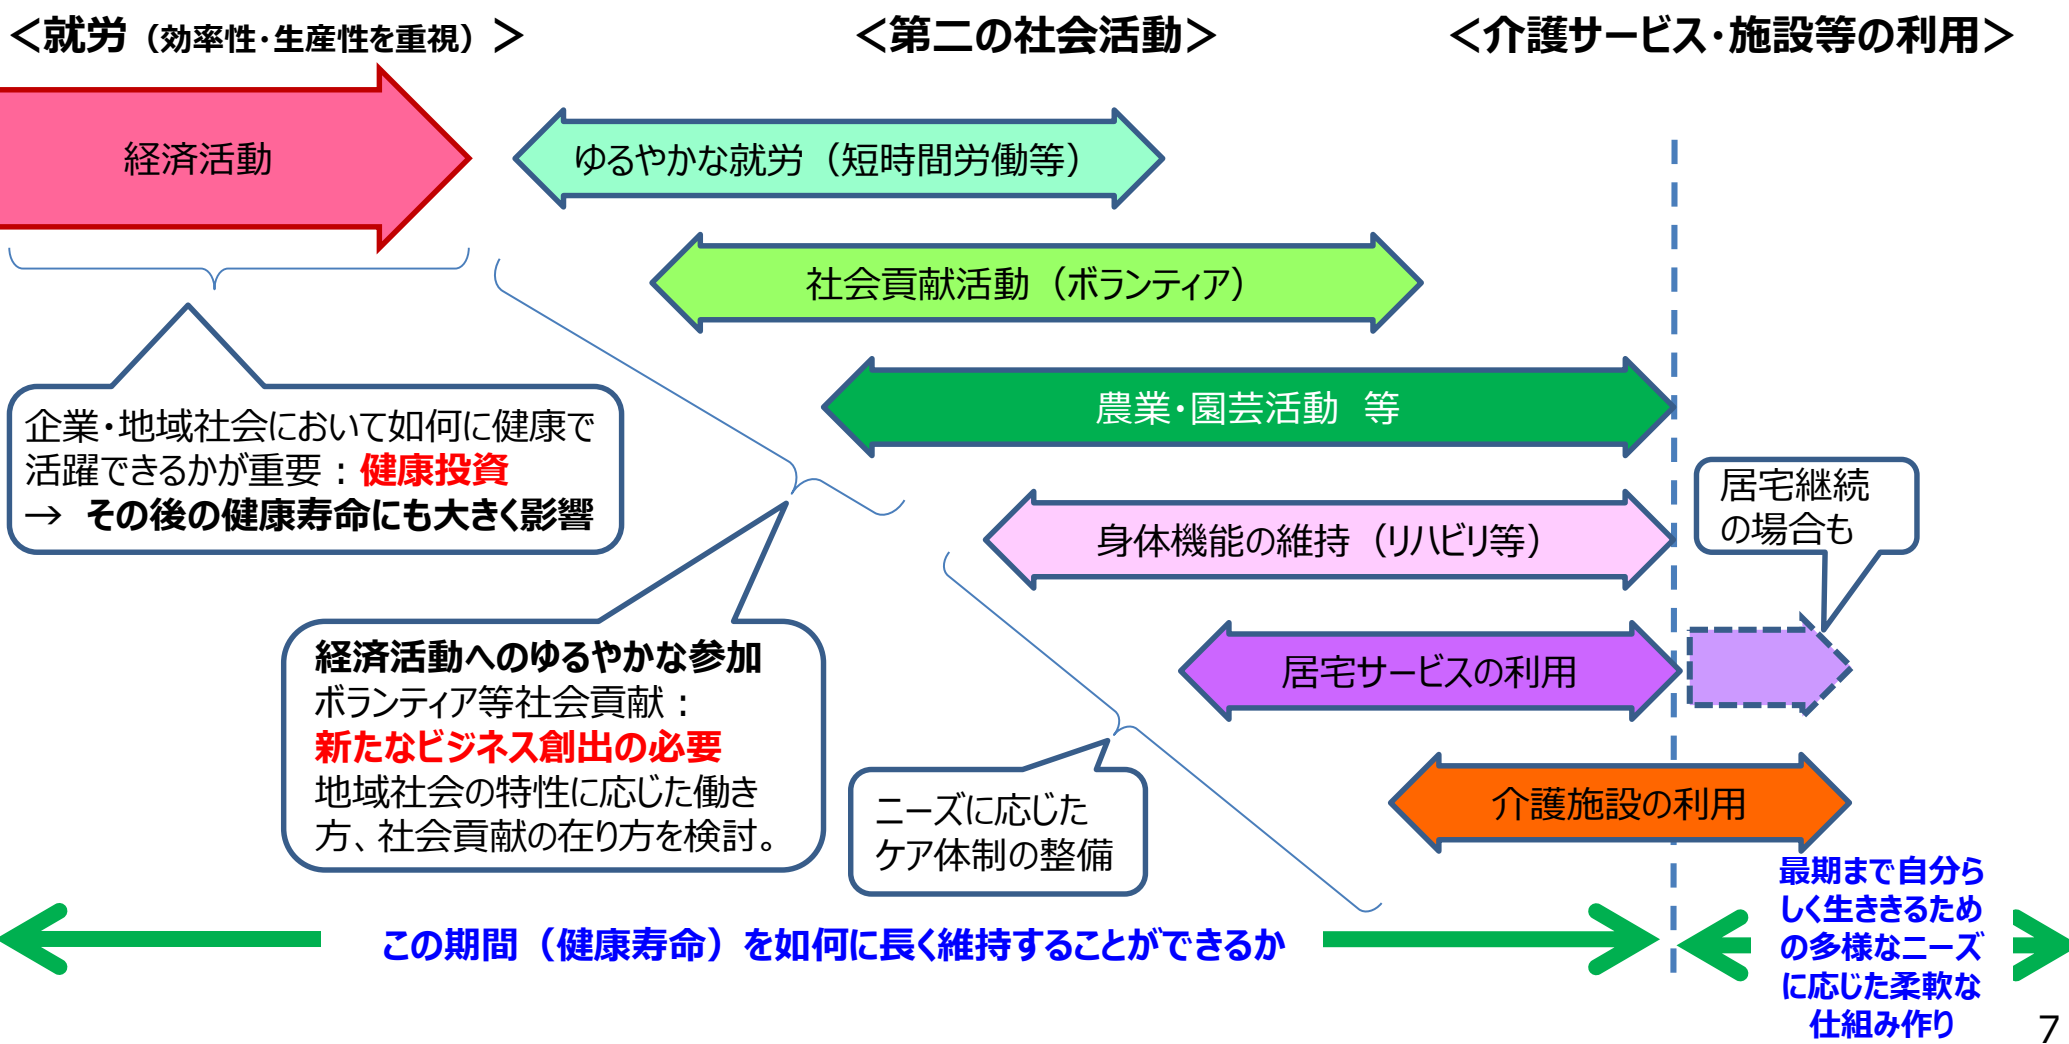 ＜就労（効率性・生産性を重視）＞
＜第二の社会活動＞
＜介護サービス・施設等の利用＞
経済活動
ゆるやかな就労（短時間労働等）
社会貢献活動（ボランティア）
農業・園芸活動　等
身体機能の維持（リハビリ等）
居宅サービスの利用
介護施設の利用
企業・地域社会において如何に健康で
活躍できるかが重要：健康投資
→　その後の健康寿命にも大きく影響
経済活動へのゆるやかな参加
ボランティア等社会貢献：
新たなビジネス創出の必要
地域社会の特性に応じた働き
方、社会貢献の在り方を検討。
ニーズに応じた
ケア体制の整備
居宅継続
の場合も
この期間（健康寿命）を如何に長く維持することができるか
最期まで自分ら
しく生ききるため
の多様なニーズ
に応じた柔軟な
仕組み作り
7